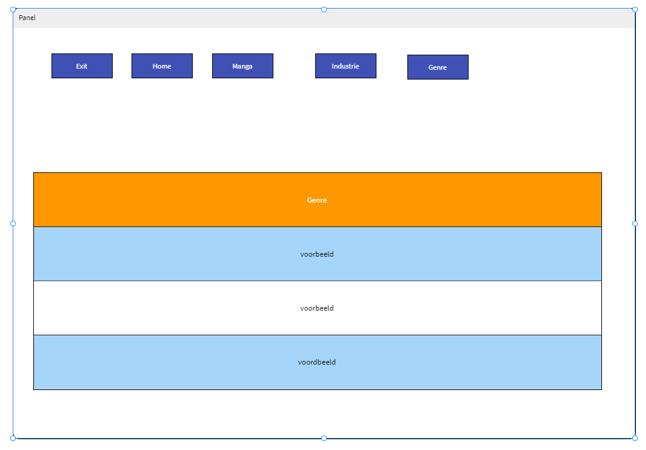 Panel
Exit
Home
Manga
Industrie
Genre
Genre
voorbeeld
voorbeeld
voordbeeld